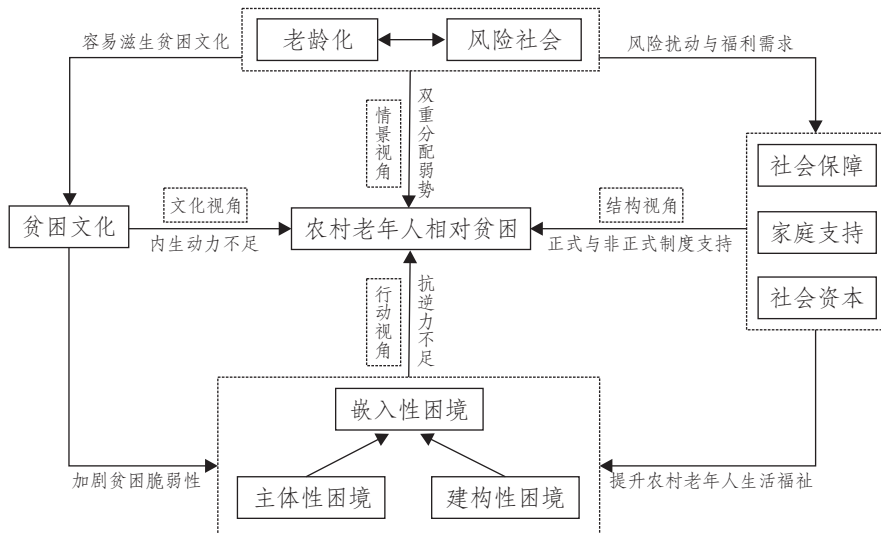 容易滋生贫困文化
老龄化
风险社会
风险扰动与福利需求
情景视角
双重分配弱势
社会保障
家庭支持
社会资本
贫困文化
文化视角
内生动力不足
农村老年人相对贫困
结构视角
正式与非正式制度支持
行动视角
抗逆力不足
嵌入性困境
主体性困境
建构性困境
加剧贫困脆弱性
提升农村老年人生活福祉